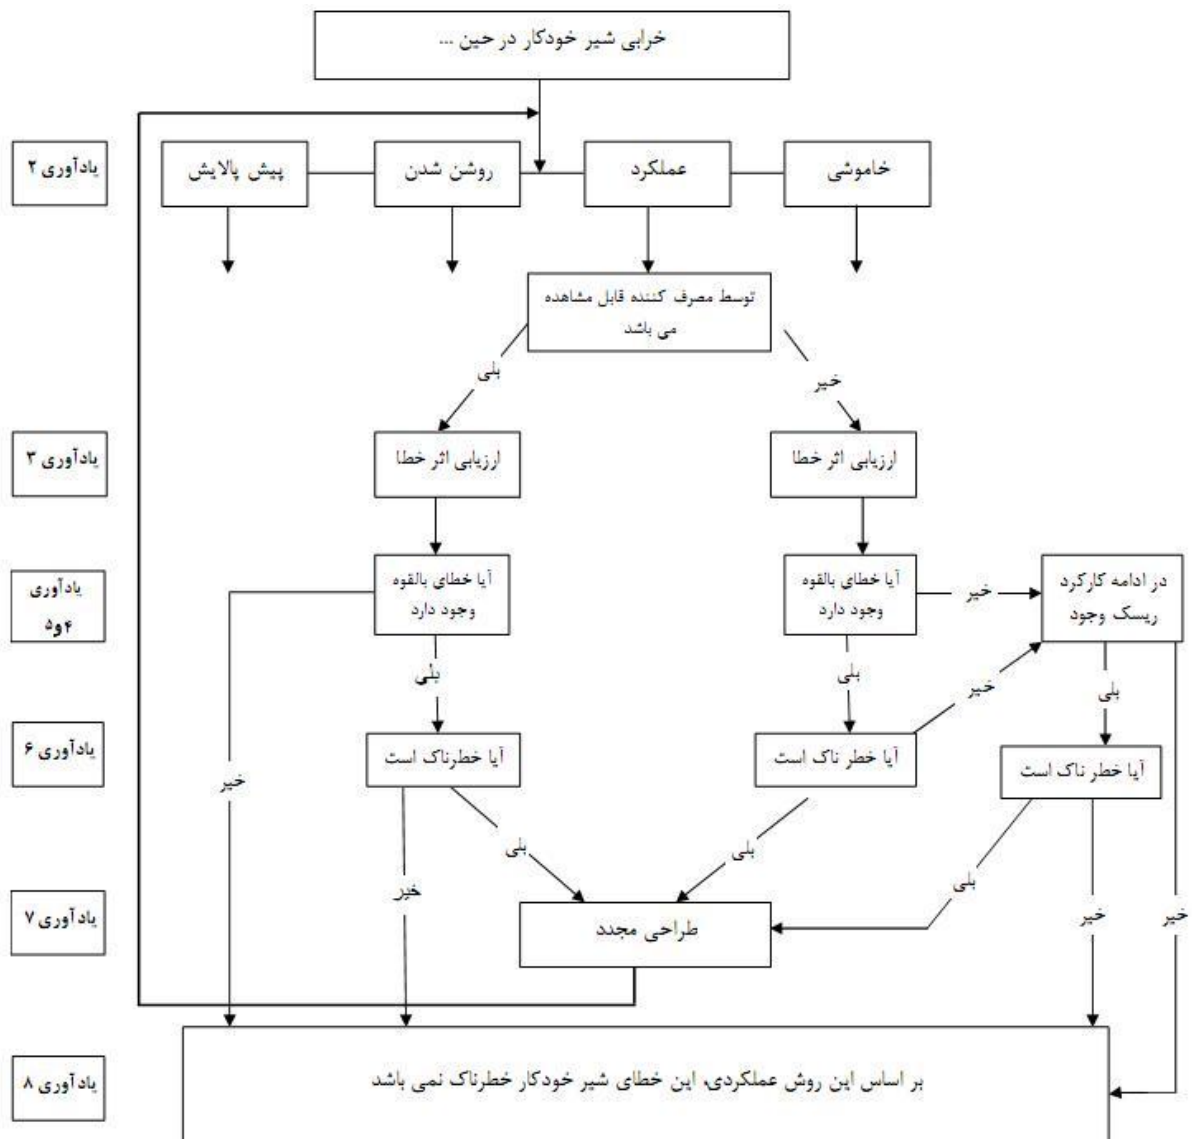 خرابی شیر خودکار در حین ...
خاموشی
عملکرد
روشن شدن
پیش پالایش
یادآوری ۲
توسط مصرف کننده قابل مشاهده
می باشد
بلی
خیر
ارزیابی اثر خطا
ارزیابی اثر خطا
یادآوری ۳
در ادامه کارکرد
ریسک وجود
خیر
آیا خطای بالقوه
وجود دارد
آیا خطای بالقوه
وجود دارد
یادآوری
۴و۵
بلی
خیر
بلی
بلی
آیا خطر ناک است
آیا خطر ناک است
آیا خطرناک است
یادآوری ۶
خیر
بلی
بلی
بلی
خیر
خیر
خیر
طراحی مجدد
یادآوری ۷
بر اساس این روش عملکردی، این خطای شیر خودکار خطرناک نمی باشد
یادآوری ۸